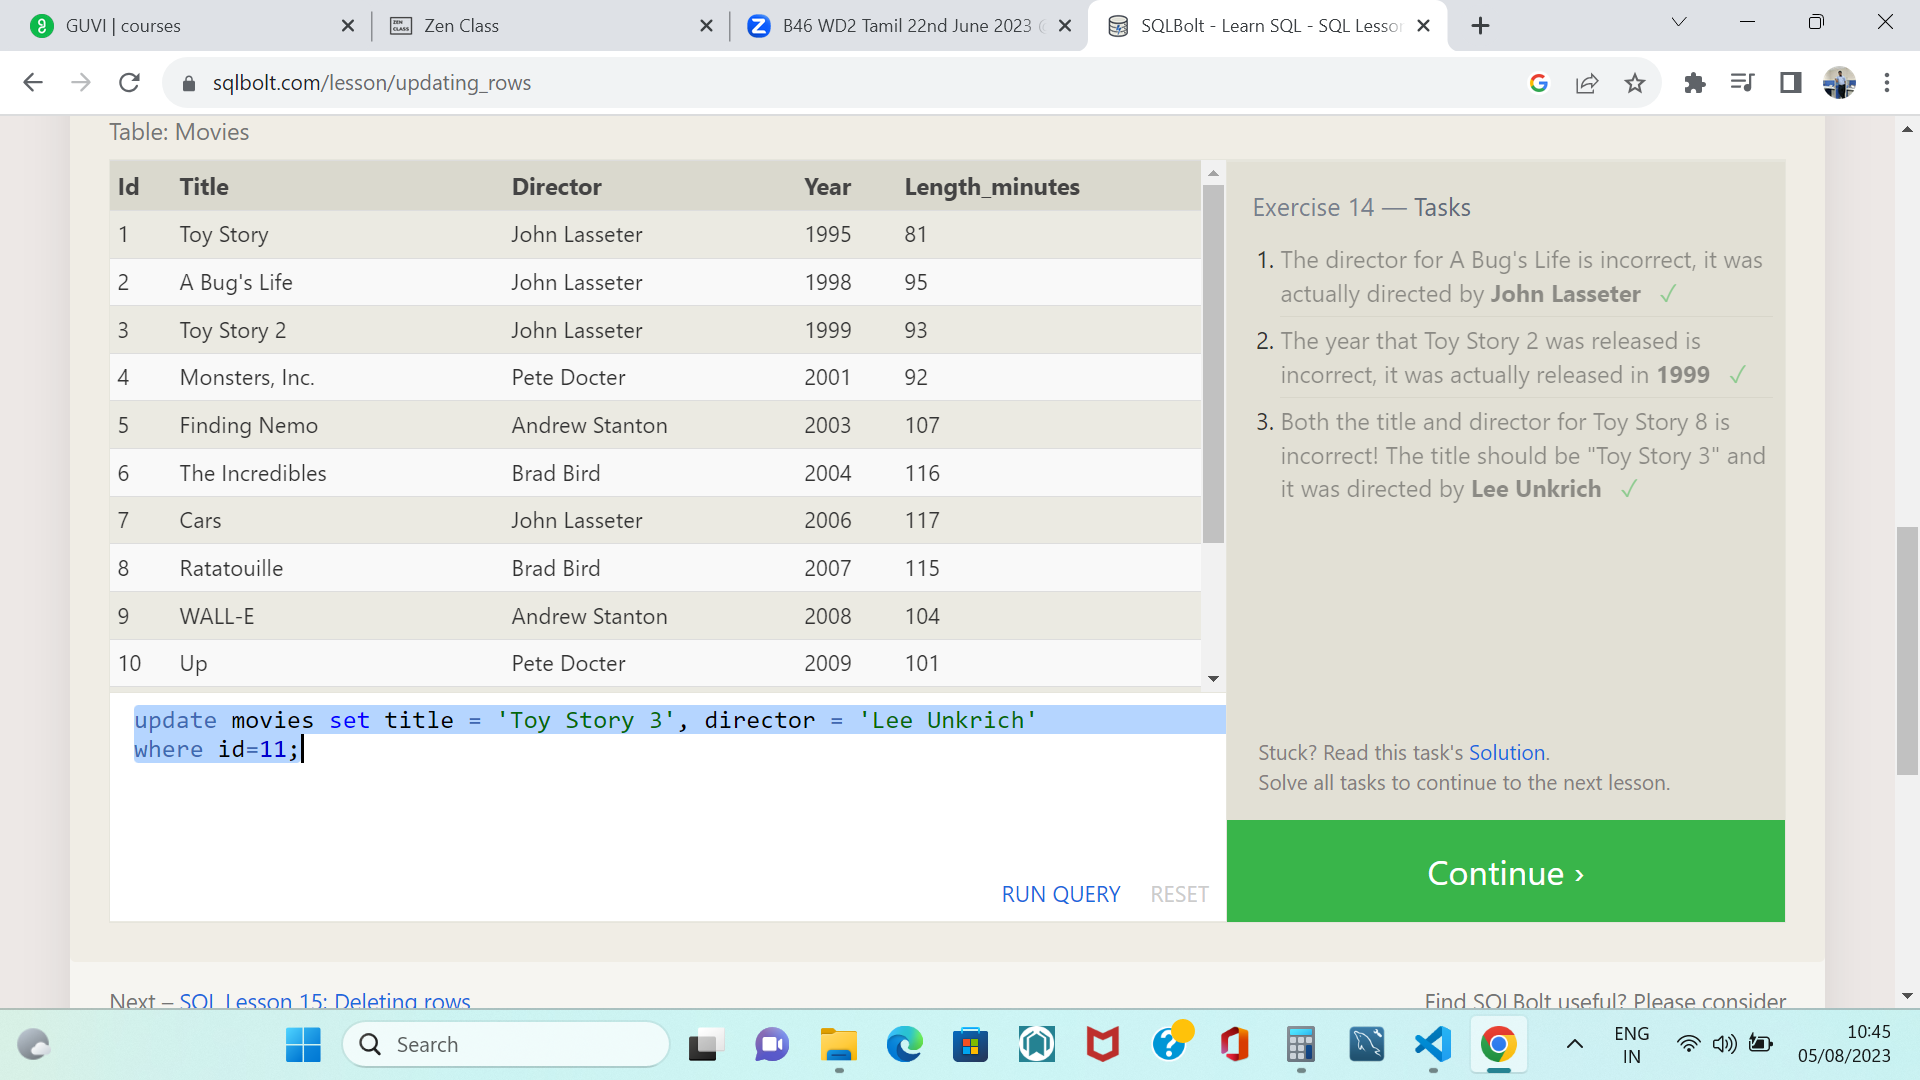 GUVI | courses
Zen Class
B46 WD2 Tamil 22nd June 2023
SQLBolt - Learn SQL - SQL Lesson
sqlbolt.com/lesson/updating_rows
Table: Movies
Id Title Director Year Length_minutes
1 Toy Story John Lasseter 1995 81
2 A Bug's Life John Lasseter 1998 95
3 Toy Story 2 John Lasseter 1999 93
4 Monsters, Inc. Pete Docter 2001 92
5 Finding Nemo Andrew Stanton 2003 107
6 The Incredibles Brad Bird 2004 116
7 Cars John Lasseter 2006 117
8 Ratatouille Brad Bird 2007 115
9 WALL-E Andrew Stanton 2008 104
10 Up Pete Docter 2009 101
update movies set title = 'Toy Story 3', director = 'Lee Unkrich'
where id=11;
RUN QUERY RESET
Exercise 14 — Tasks
1. The director for A Bug's Life is incorrect, it was
actually directed by John Lasseter ✓
2. The year that Toy Story 2 was released is
incorrect, it was actually released in 1999 ✓
3. Both the title and director for Toy Story 8 is
incorrect! The title should be "Toy Story 3" and
it was directed by Lee Unkrich ✓
Stuck? Read this task's Solution.
Solve all tasks to continue to the next lesson.
Continue ›
Next – SQL Lesson 15: Deleting rows
Find SQLBolt useful? Please consider
Search
ENG
IN
10:45
05/08/2023